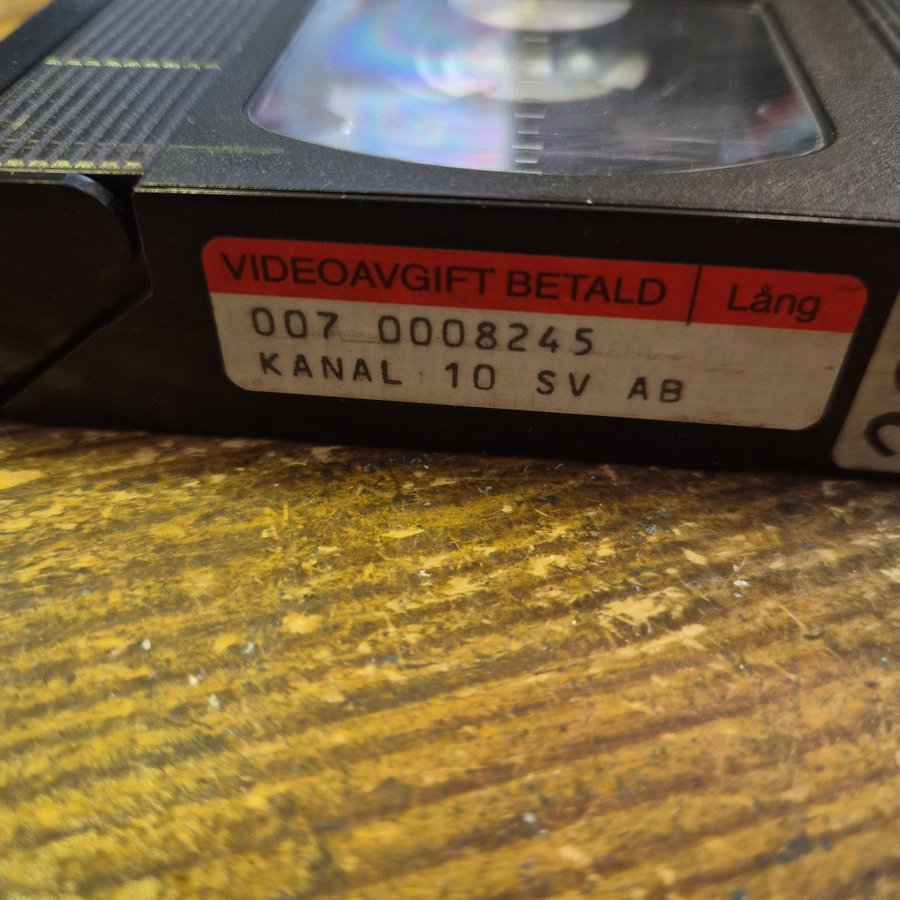 VIDEOAVGIFT BETALD Lång
007 0008245
KANAL 10 SV AB